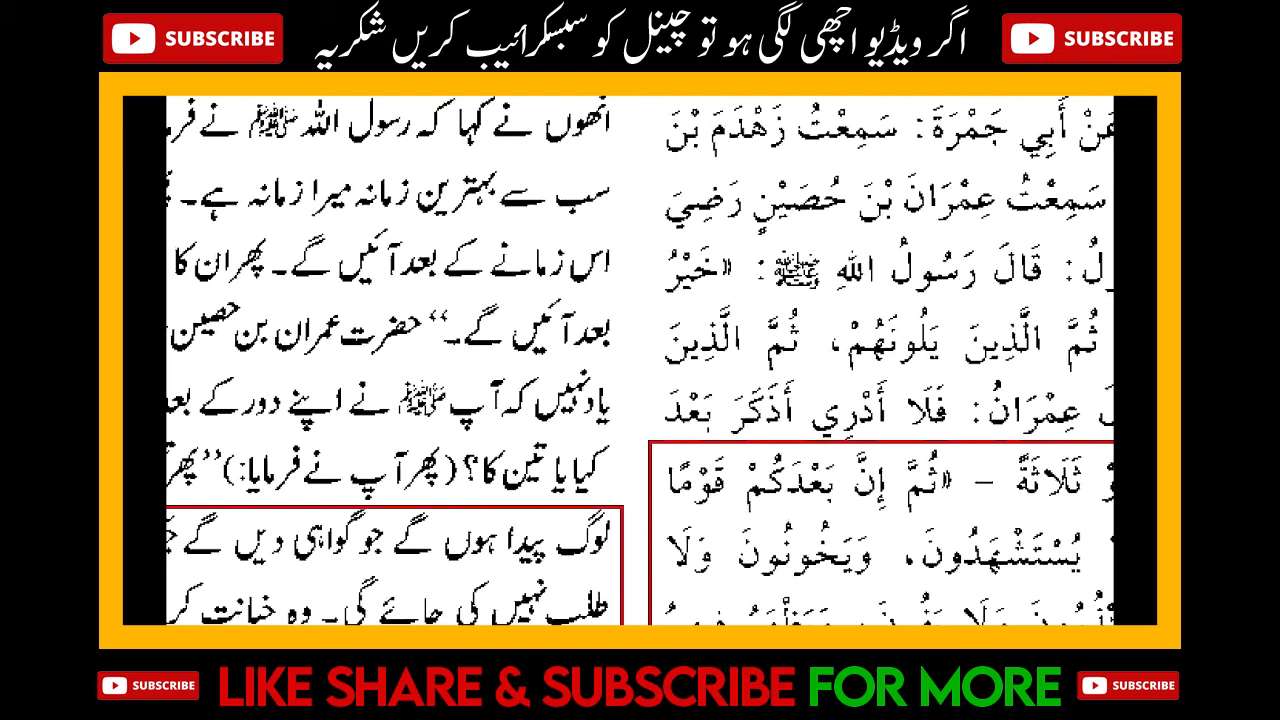 SUBSCRIBE
اگر ویڈیو اچھی لگی ہو تو چینل کو سبسکرائیب کریں شکریہ
SUBSCRIBE
عَنْ أَبِي جَمْرَةَ: سَمِعْتُ زَهْدَمَ بْنَ
سَمِعْتُ عِمْرَانَ بْنَ حُصَيْنٍ رَضِيَ
قَالَ رَسُولُ اللهِ ﷺ: «خَيْرُ
ثُمَّ الَّذِينَ يَلُونَهُمْ، ثُمَّ الَّذِينَ
عِمْرَانُ: فَلَا أَدْرِي أَذَكَرَ بَعْدَ
ثَلَاثَةً – «ثُمَّ إِنَّ بَعْدَكُمْ قَوْمًا
يُسْتَشْهَدُونَ، وَيَخُونُونَ وَلَا
انھوں نے کہا کہ رسول اللہ ﷺ نے
سب سے بہترین زمانہ میرا زمانہ ہے۔
اس زمانے کے بعد آئیں گے۔ پھر ان کا
بعد آئیں گے۔‘‘ حضرت عمران بن حصین
یاد نہیں کہ آپ ﷺ نے اپنے دور کے بعد
کیا یا تین کا؟ (پھر آپ نے فرمایا:) ’’پھر
لوگ پیدا ہوں گے جو گواہی دیں گے
طلب نہیں کی جائے گی۔ وہ خیانت
SUBSCRIBE
LIKE SHARE & SUBSCRIBE FOR MORE
SUBSCRIBE